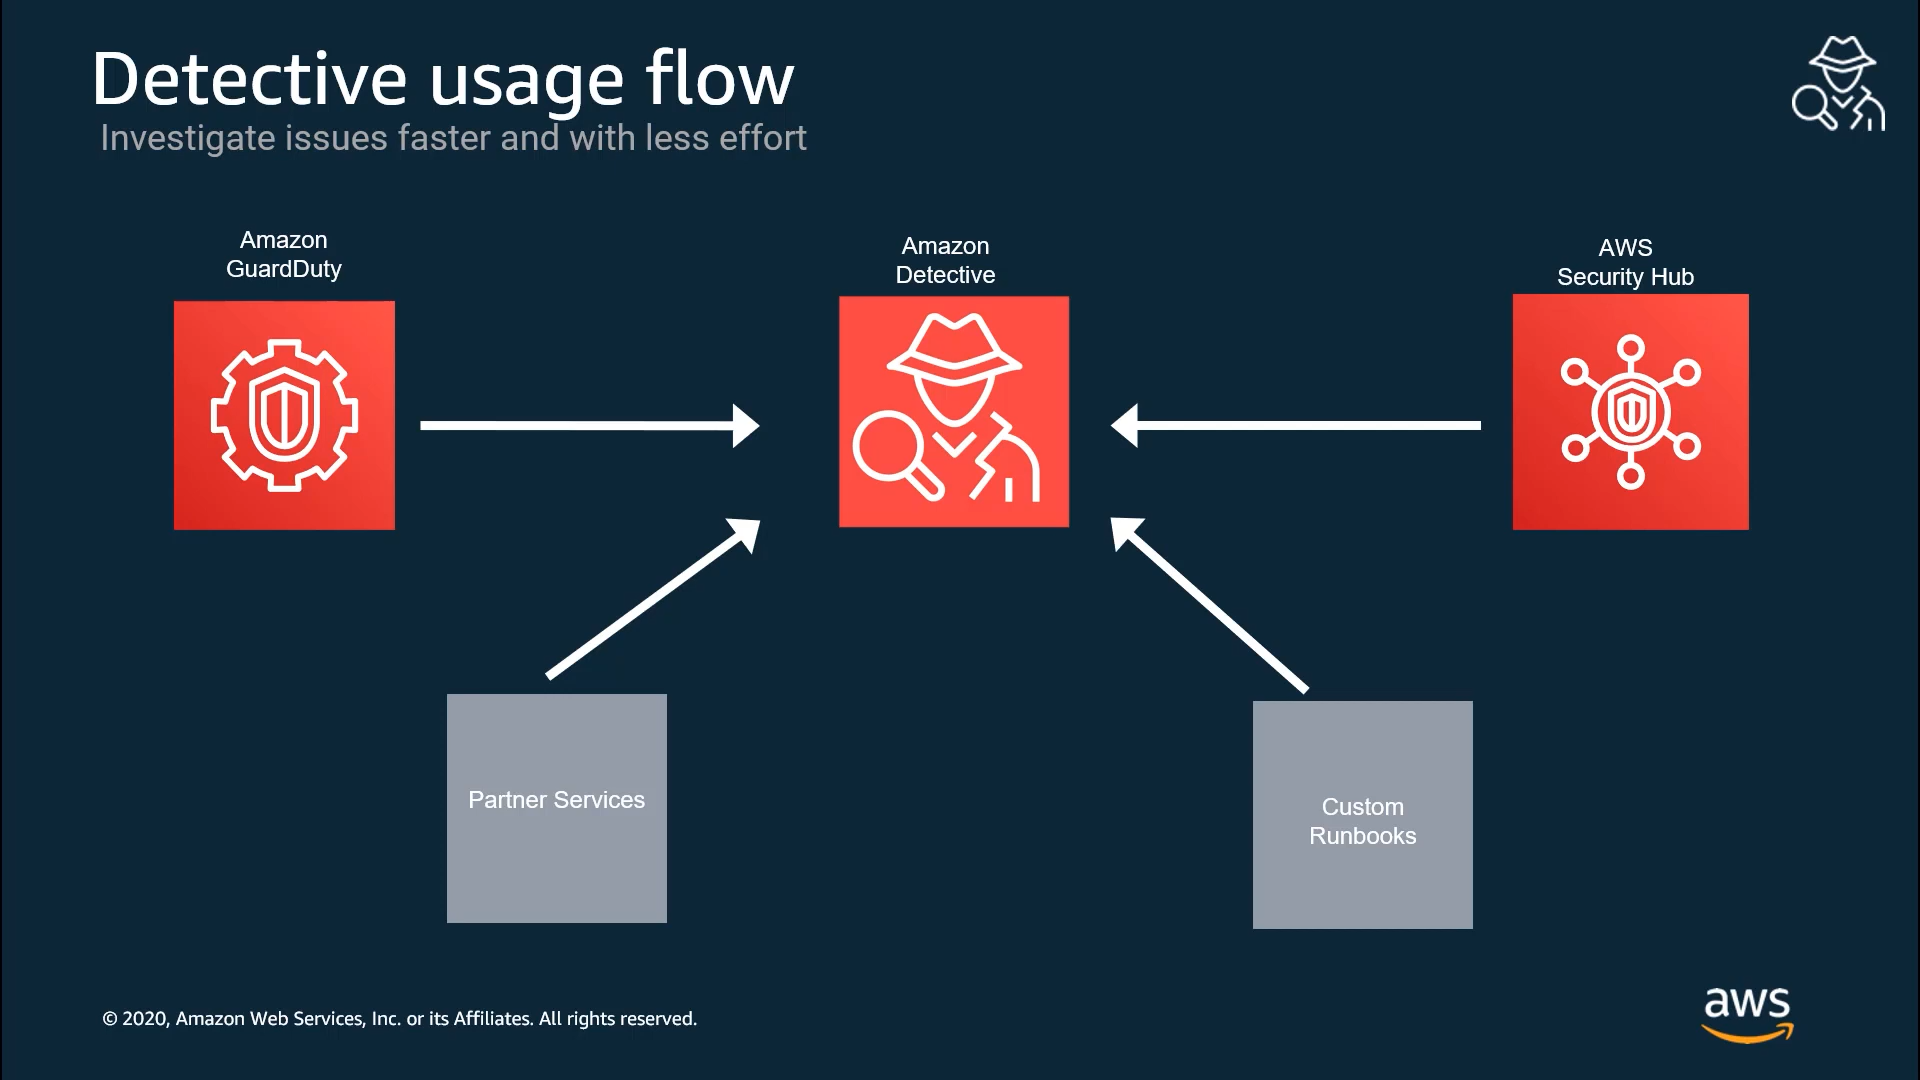 Detective usage flow
Investigate issues faster and with less effort
Amazon
GuardDuty
Amazon
Detective
AWS
Security Hub
Partner Services
Custom
Runbooks
© 2020, Amazon Web Services, Inc. or its Affiliates. All rights reserved.
aws